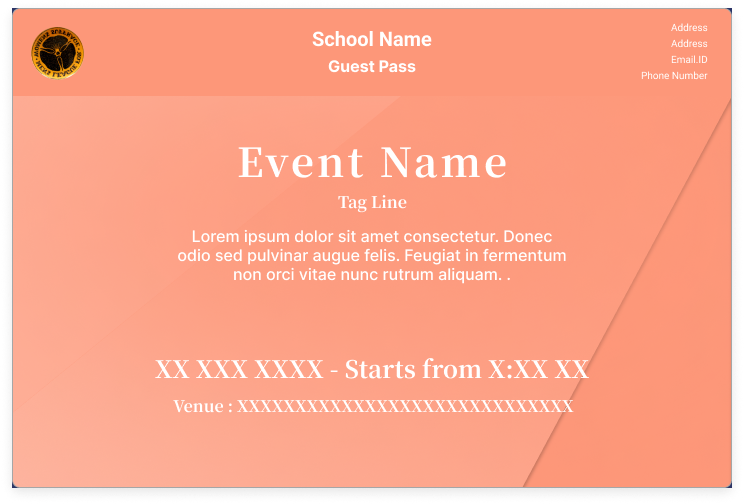 School Name
Guest Pass
Address
Address
Email.ID
Phone Number
Event Name
Tag Line
Lorem ipsum dolor sit amet consectetur. Donec
odio sed pulvinar augue felis. Feugiat in fermentum
non orci vitae nunc rutrum aliquam. .
XX XXX XXXX - Starts from X:XX XX
Venue : XXXXXXXXXXXXXXXXXXXXXXXXXXXXX